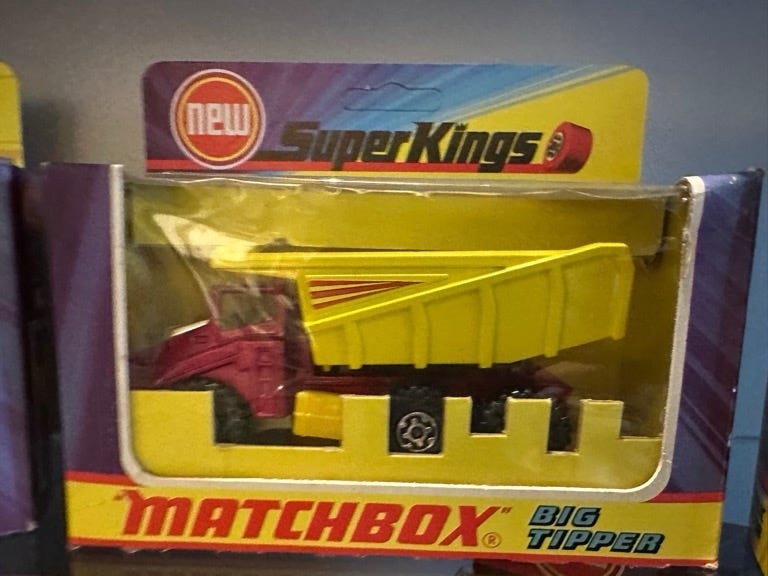 new
SuperKings
"MATCHBOX"®
BIG
TIPPER